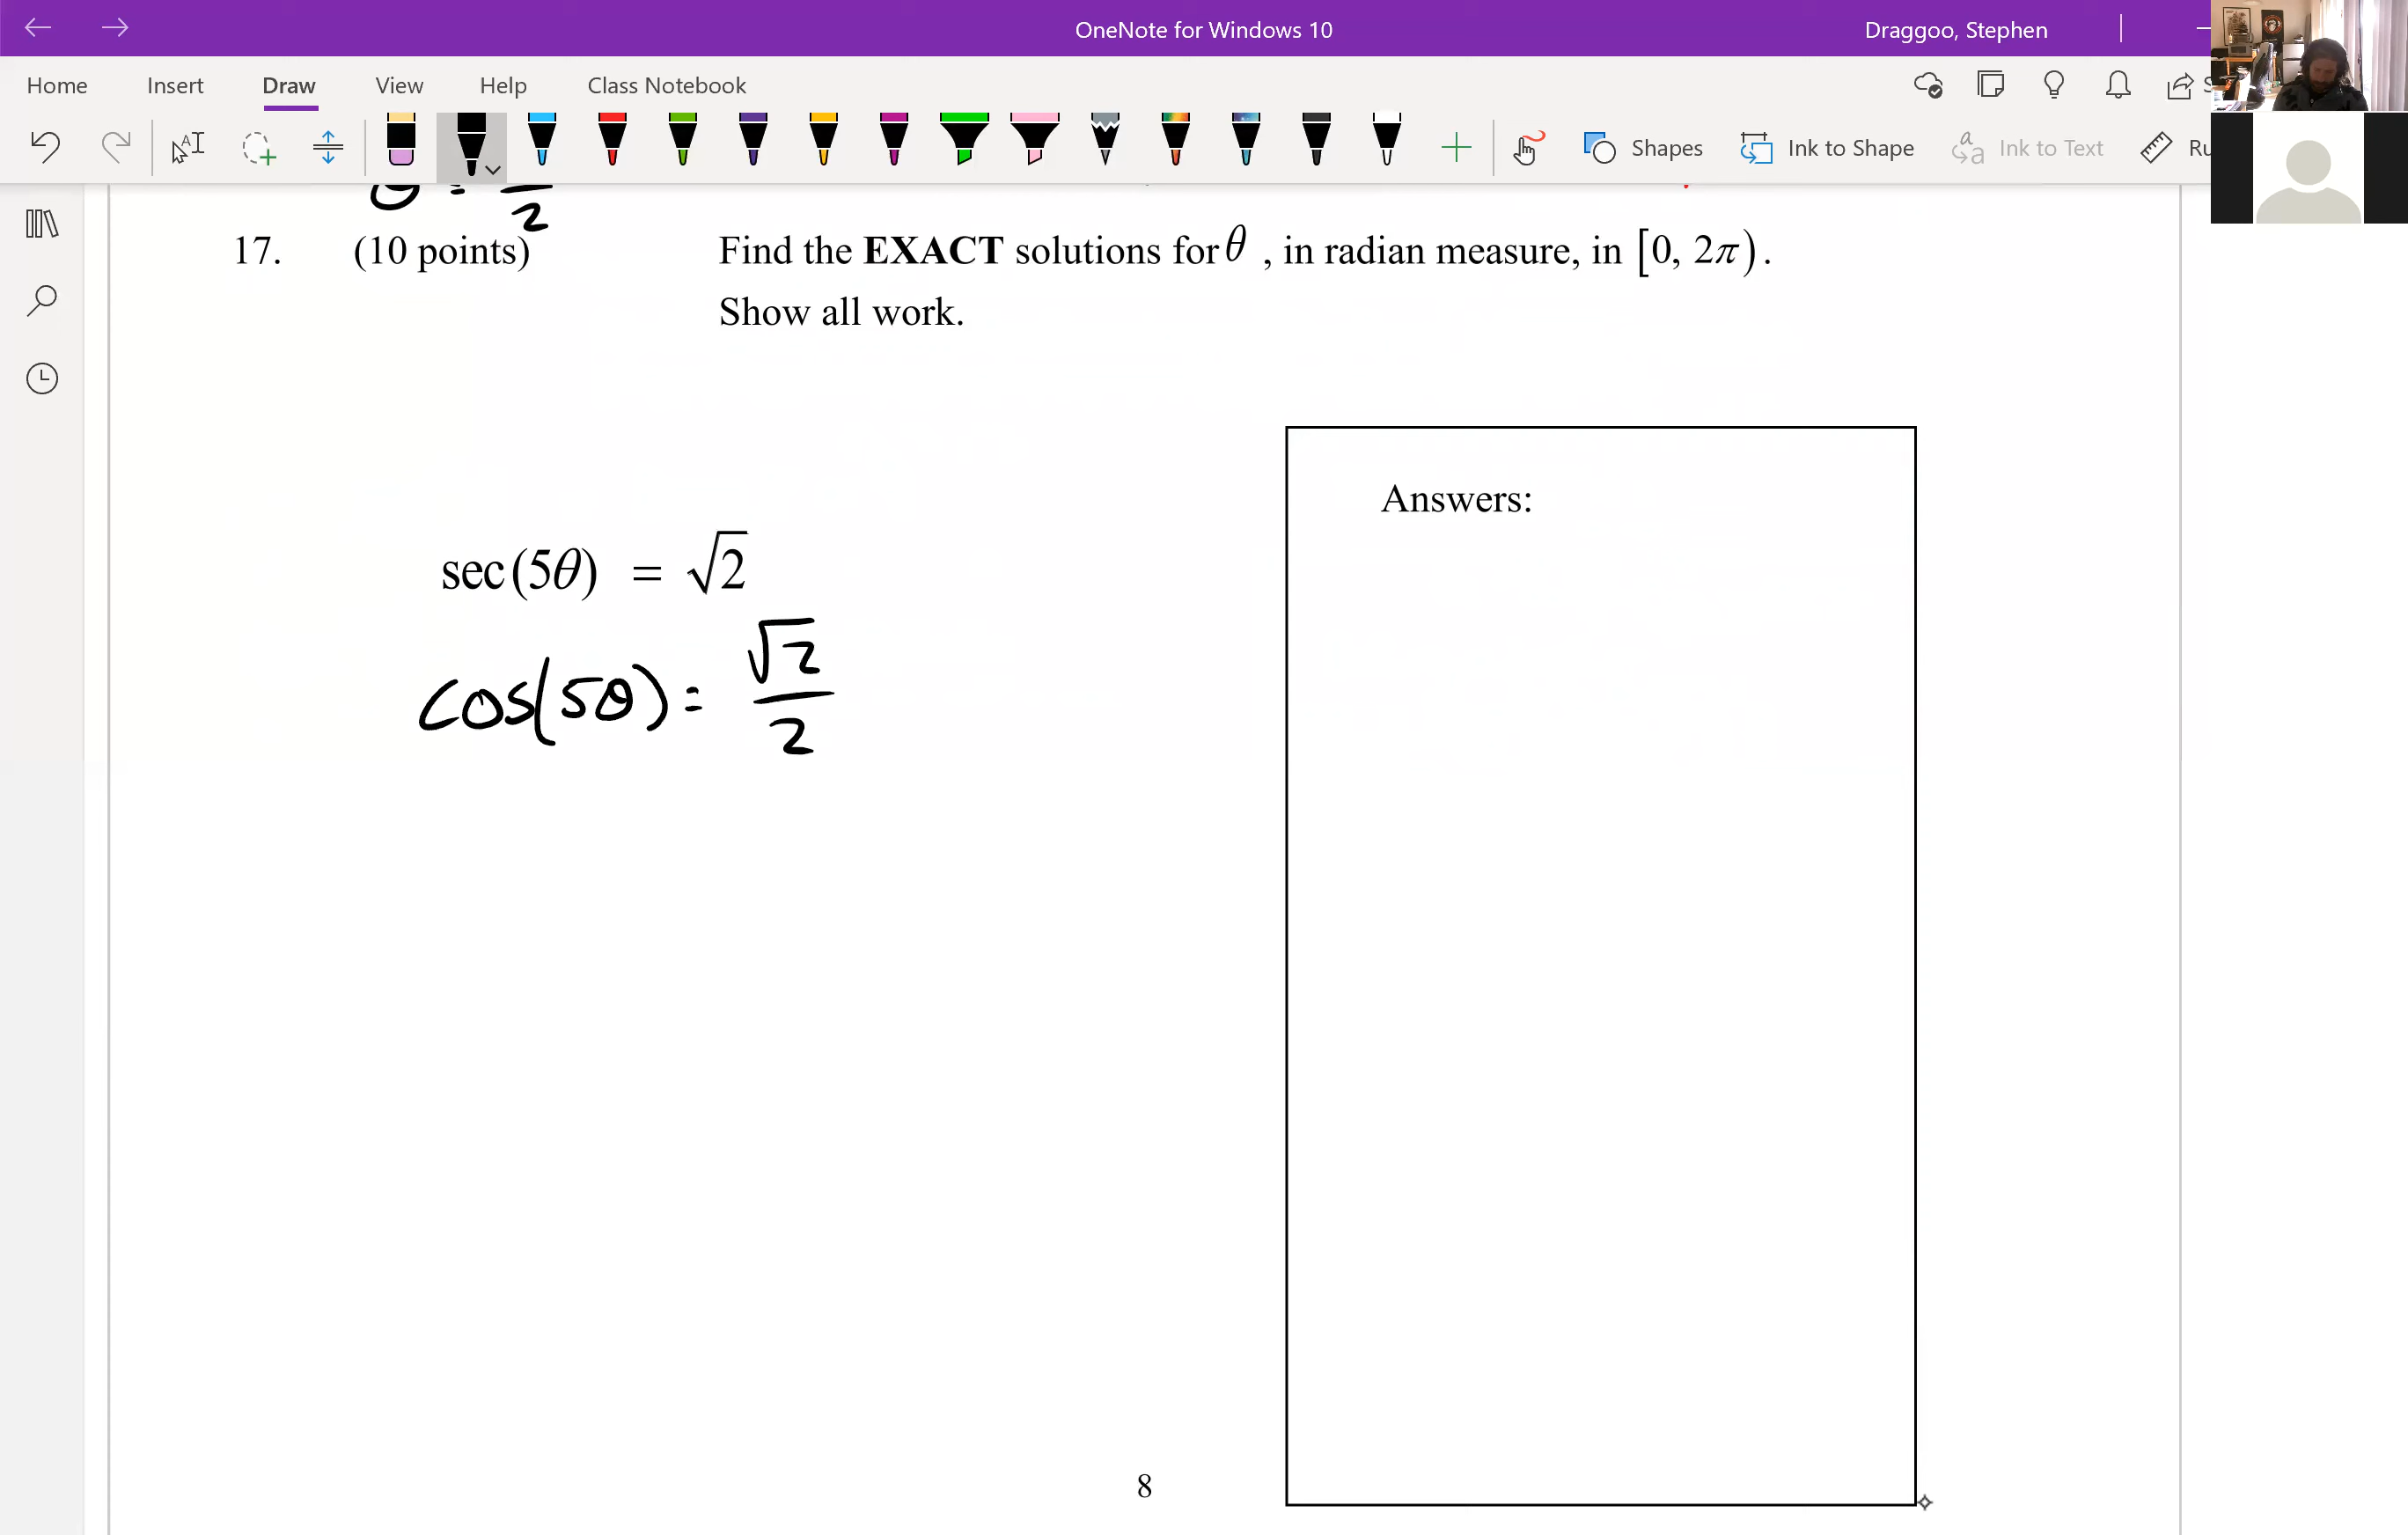 OneNote for Windows 10
Draggoo, Stephen
Home Insert Draw View Help Class Notebook
Shapes Ink to Shape Ink to Text
θ = 2
17. (10 points) Find the EXACT solutions for θ , in radian measure, in [0, 2π).
Show all work.
Answers:
sec(5θ) = √2
cos(5θ) = √2/2
8